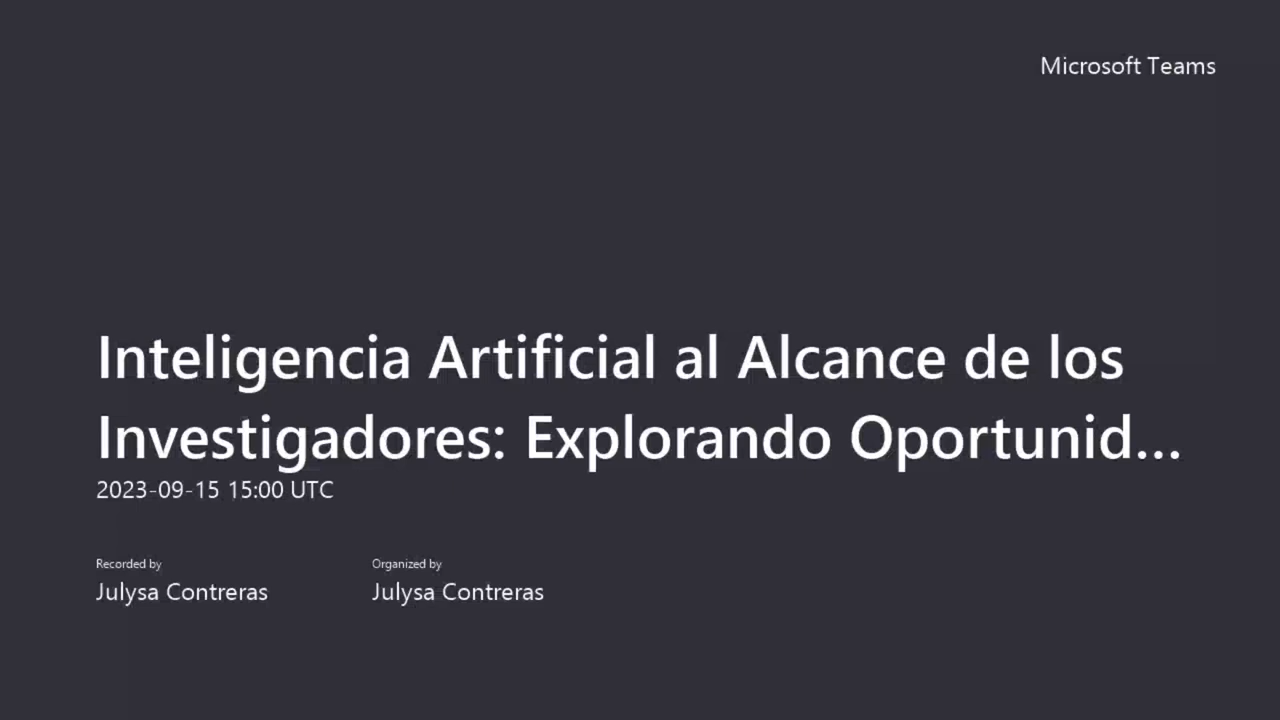 Microsoft Teams
Inteligencia Artificial al Alcance de los
Investigadores: Explorando Oportunid...
2023-09-15 15:00 UTC
Recorded by
Organized by
Julysa Contreras
Julysa Contreras